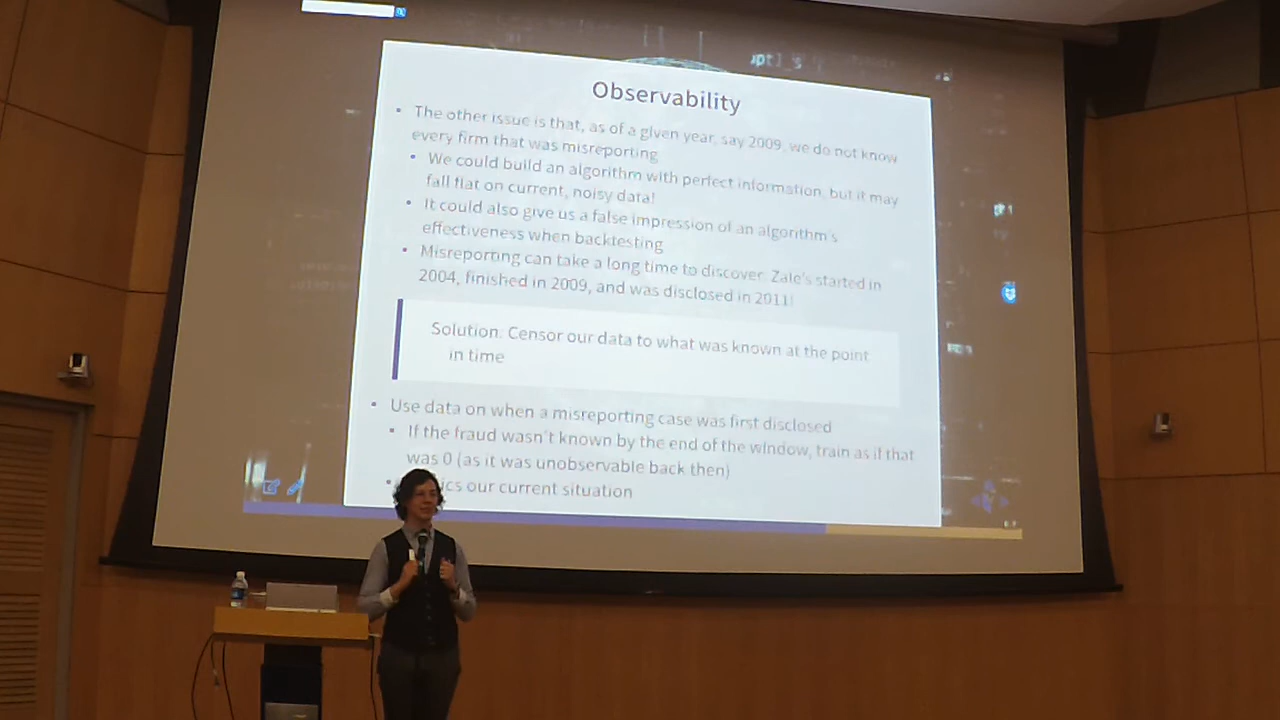 Observability
• The other issue is that, as of a given year, say 2009, we do not know
every firm that was misreporting
• We could build an algorithm with perfect information, but it may
fall flat on current, noisy data!
• It could also give us a false impression of an algorithm's
effectiveness when backtesting
• Misreporting can take a long time to discover: Zale's started in
2004, finished in 2009, and was disclosed in 2011!
Solution: Censor our data to what was known at the point
in time
• Use data on when a misreporting case was first disclosed
• If the fraud wasn't known by the end of the window, train as if that
was 0 (as it was unobservable back then)
our current situation